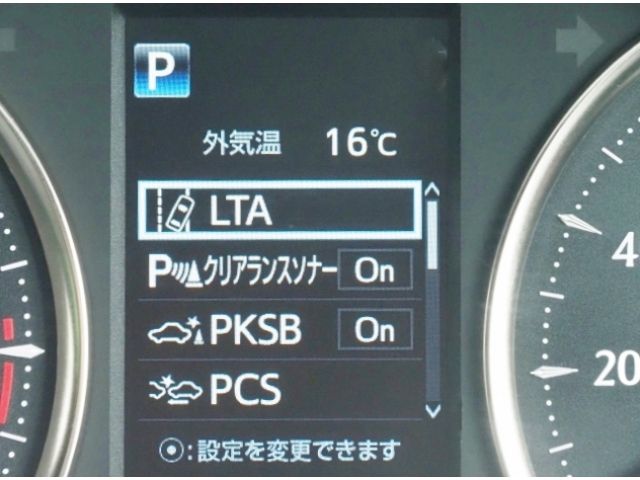 P
外気温 16℃
LTA
Pクリアランスソナー On
PKSB On
PCS
:設定を変更できます
4
20